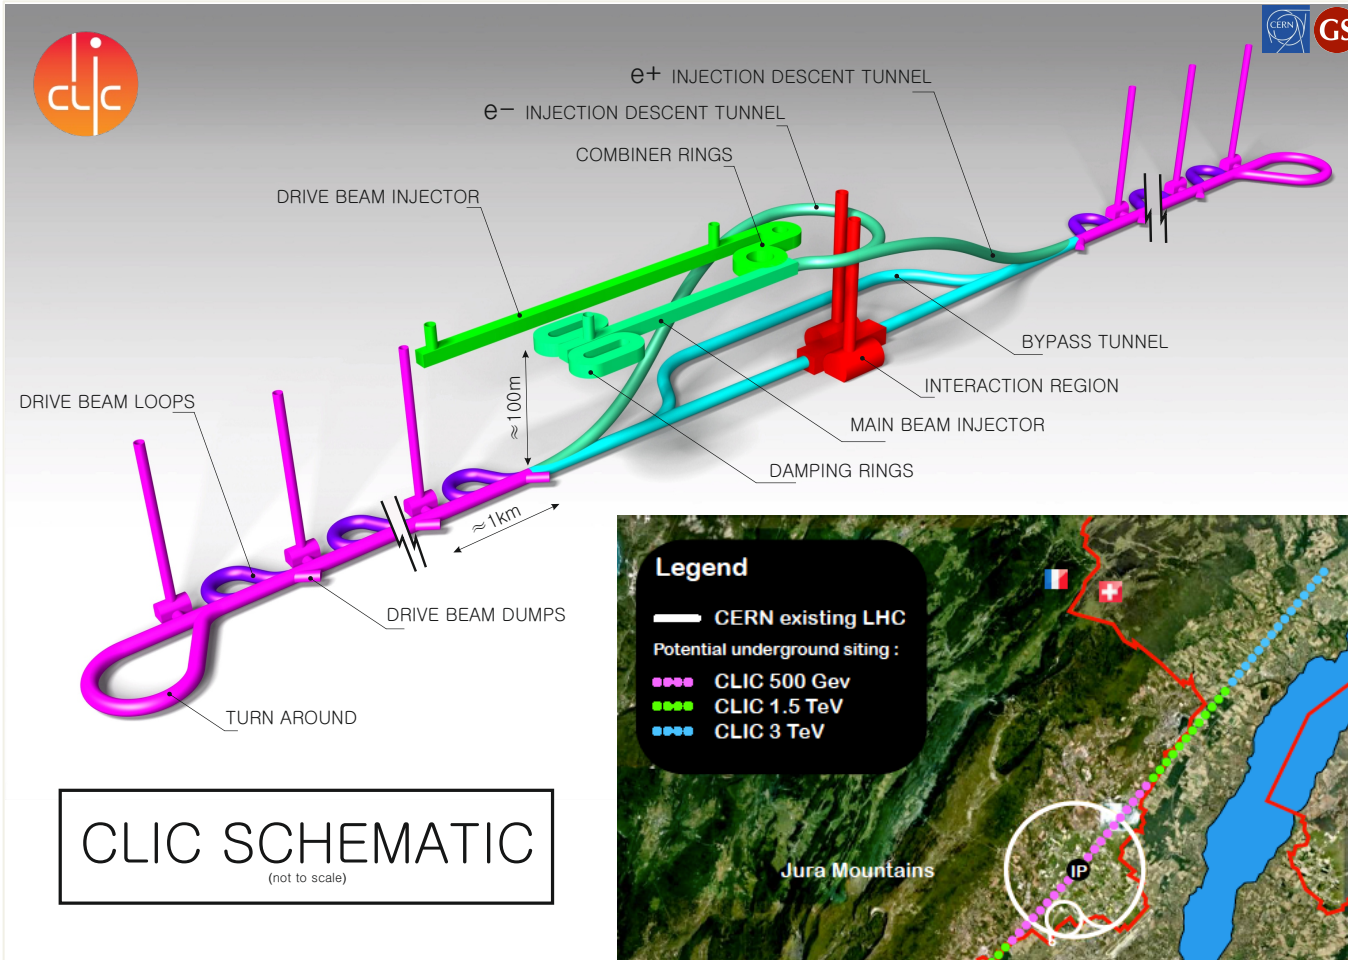 clic
CERN
GS
e+ INJECTION DESCENT TUNNEL
e- INJECTION DESCENT TUNNEL
COMBINER RINGS
DRIVE BEAM INJECTOR
BYPASS TUNNEL
INTERACTION REGION
MAIN BEAM INJECTOR
DAMPING RINGS
≈100m
DRIVE BEAM LOOPS
≈1km
DRIVE BEAM DUMPS
TURN AROUND
CLIC SCHEMATIC
(not to scale)
Legend
CERN existing LHC
Potential underground siting :
CLIC 500 Gev
CLIC 1.5 TeV
CLIC 3 TeV
Jura Mountains
IP